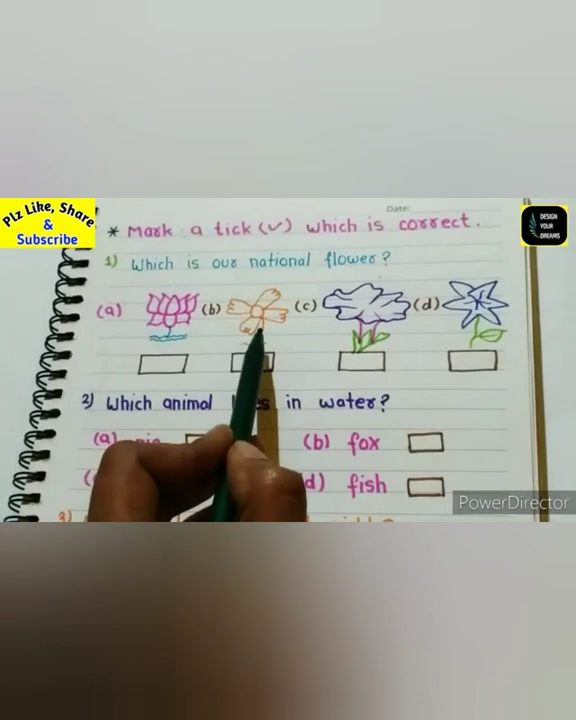 Plz Like, Share
&
Subscribe
Date:
DESIGN
YOUR
DREAMS
* Mark a tick (✓) which is correct.
1) Which is our national flower?
(a) (b) (c) (d)
2) Which animal in water?
(a) (b) fox
d) fish
PowerDirector
3)